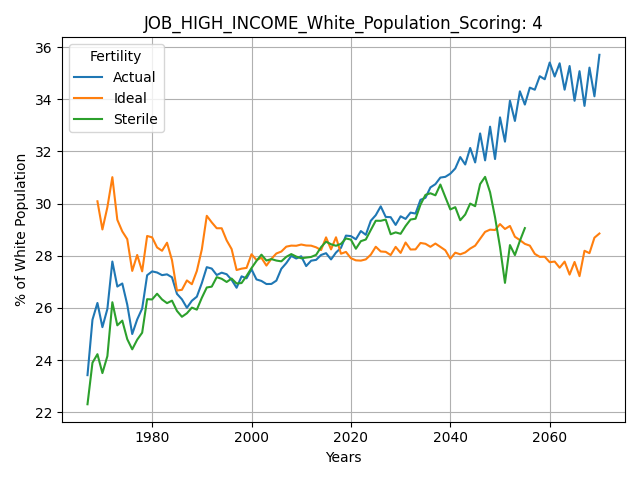 JOB_HIGH_INCOME_White_Population_Scoring: 4
Fertility
Actual
Ideal
Sterile
% of White Population
36
34
32
30
28
26
24
22
1980
2000
2020
2040
2060
Years